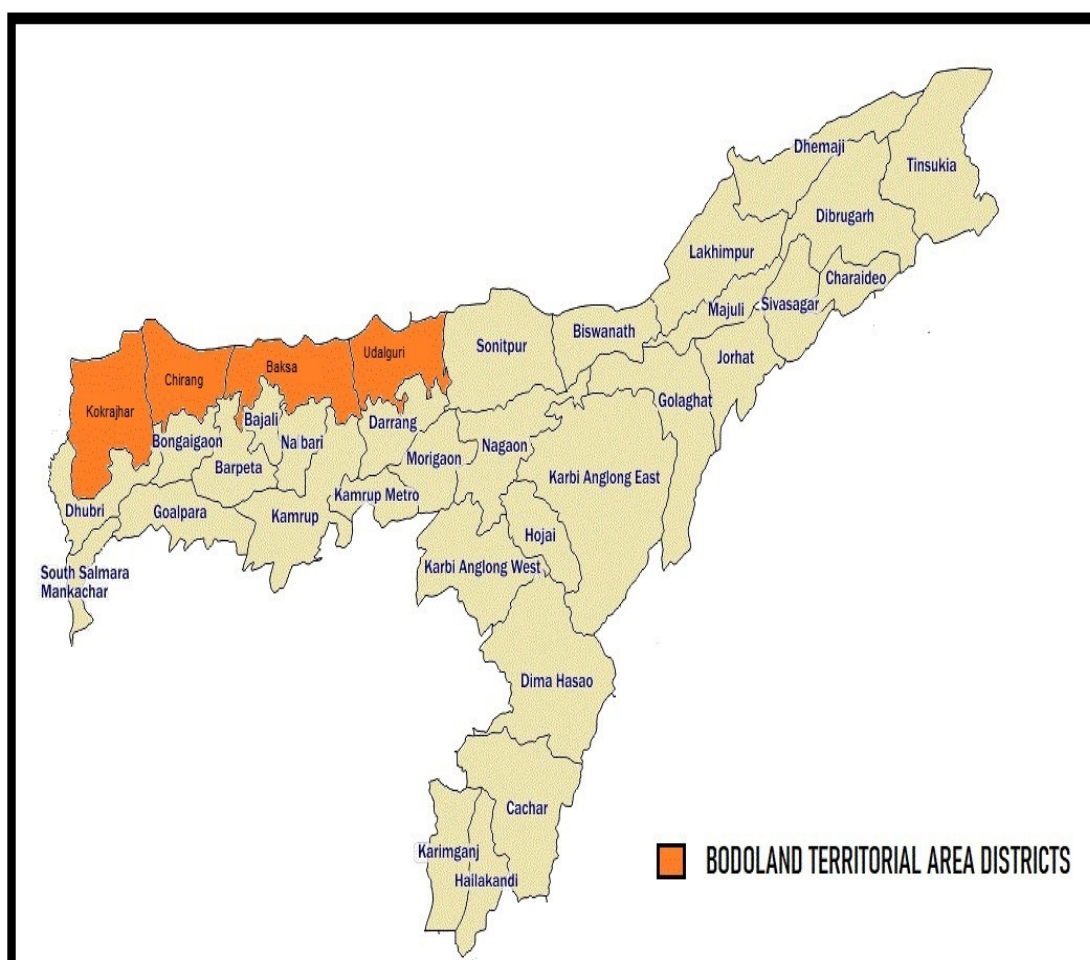 Dhemaji
Tinsukia
Dibrugarh
Lakhimpur
Charaideo
Majuli
Sivasagar
Biswanath
Sonitpur
Jorhat
Udalguri
Baksa
Chirang
Kokrajhar
Golaghat
Bajali
Darrang
Bongaigaon
Na bari
Nagaon
Morigaon
Barpeta
Karbi Anglong East
Kamrup Metro
Dhubri
Goalpara
Kamrup
Hojai
Karbi Anglong West
South Salmara
Mankachar
Dima Hasao
Cachar
Karimganj
Hailakandi
BODOLAND TERRITORIAL AREA DISTRICTS